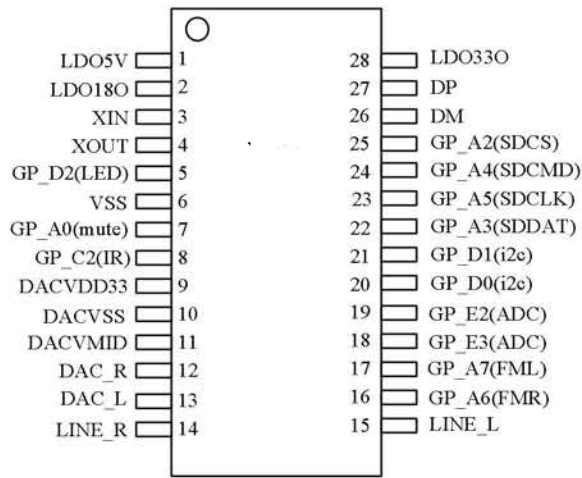 LDO5V 1 28 LDO33O
LDO18O 2 27 DP
XIN 3 26 DM
XOUT 4 25 GP_A2(SDCS)
GP_D2(LED) 5 24 GP_A4(SDCMD)
VSS 6 23 GP_A5(SDCLK)
GP_A0(mute) 7 22 GP_A3(SDDAT)
GP_C2(IR) 8 21 GP_D1(i2c)
DACVDD33 9 20 GP_D0(i2c)
DACVSS 10 19 GP_E2(ADC)
DACVMID 11 18 GP_E3(ADC)
DAC_R 12 17 GP_A7(FML)
DAC_L 13 16 GP_A6(FMR)
LINE_R 14 15 LINE_L